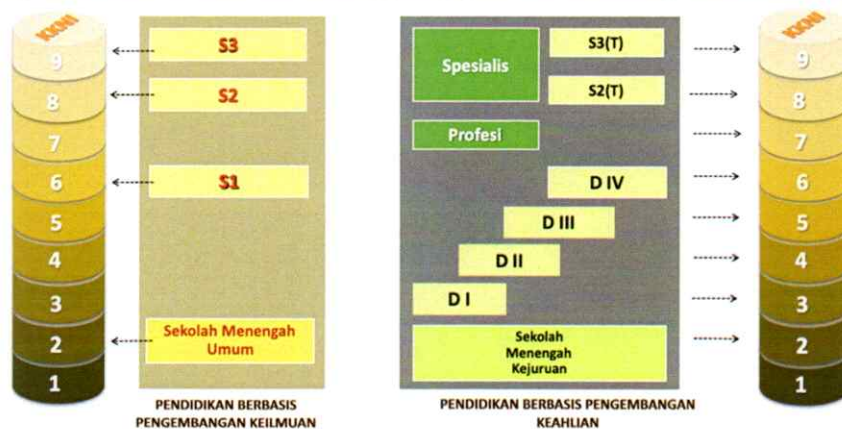 KKNI
9
8
7
6
5
4
3
2
1
S3
S2
S1
Sekolah Menengah
Umum
PENDIDIKAN BERBASIS
PENGEMBANGAN KEILMUAN
Spesialis
S3(T)
S2(T)
Profesi
D IV
D III
D II
D I
Sekolah
Menengah
Kejuruan
PENDIDIKAN BERBASIS PENGEMBANGAN
KEAHLIAN
KKNI
9
8
7
6
5
4
3
2
1